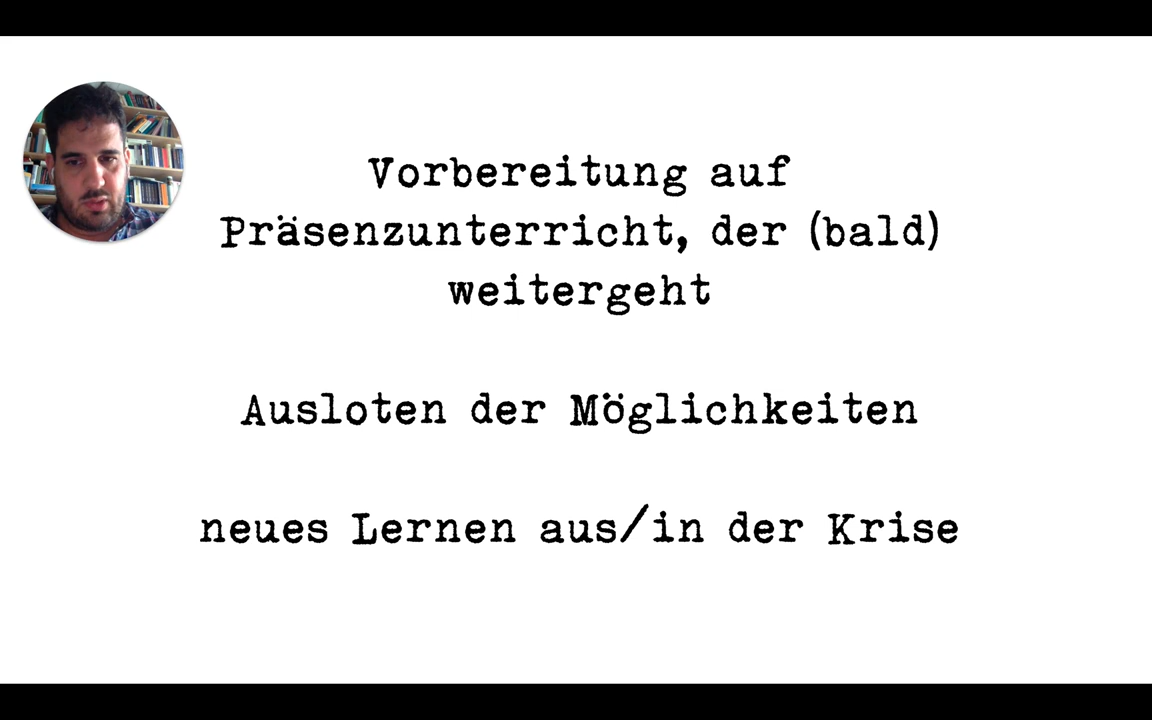 Vorbereitung auf
Präsenzunterricht, der (bald)
weitergeht
Ausloten der Möglichkeiten
neues Lernen aus/in der Krise